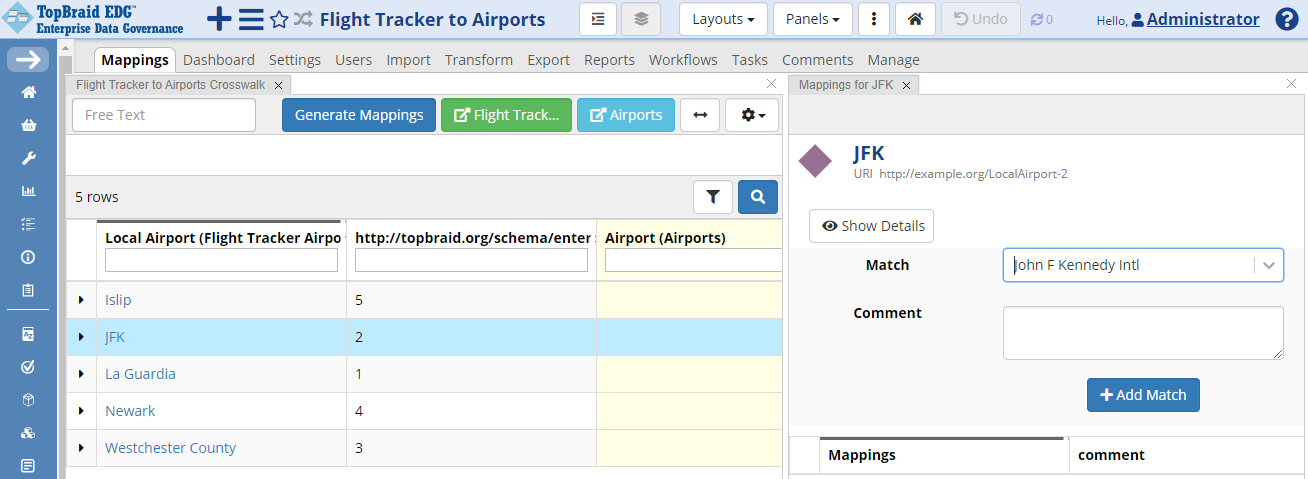 TopBraid EDG™
Enterprise Data Governance
Flight Tracker to Airports
Layouts
Panels
Undo
0
Hello, Administrator
?
Mappings Dashboard Settings Users Import Transform Export Reports Workflows Tasks Comments Manage
Flight Tracker to Airports Crosswalk
Free Text
Generate Mappings
Flight Track...
Airports
5 rows
Local Airport (Flight Tracker Airpo http://topbraid.org/schema/enter Airport (Airports)
Islip 5
JFK 2
La Guardia 1
Newark 4
Westchester County 3
Mappings for JFK
JFK
URI http://example.org/LocalAirport-2
Show Details
Match John F Kennedy Intl
Comment
Add Match
Mappings comment